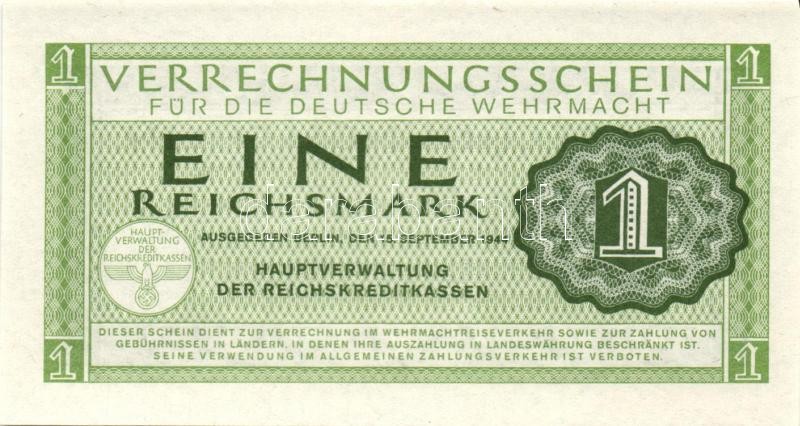 1 1
VERRECHNUNGSSCHEIN
FÜR DIE DEUTSCHE WEHRMACHT
EINE
REICHSMARK
1
darabanth
AUSGEGEBEN BERLIN, DEN 15. SEPTEMBER 1944
HAUPT-
VERWALTUNG
DER
REICHSKREDITKASSEN
HAUPTVERWALTUNG
DER REICHSKREDITKASSEN
DIESER SCHEIN DIENT ZUR VERRECHNUNG IM WEHRMACHTREISEVERKEHR SOWIE ZUR ZAHLUNG VON
GEBÜHRNISSEN IN LÄNDERN, IN DENEN IHRE AUSZAHLUNG IN LANDESWÄHRUNG BESCHRÄNKT IST.
SEINE VERWENDUNG IM ALLGEMEINEN ZAHLUNGSVERKEHR IST VERBOTEN.
1 1